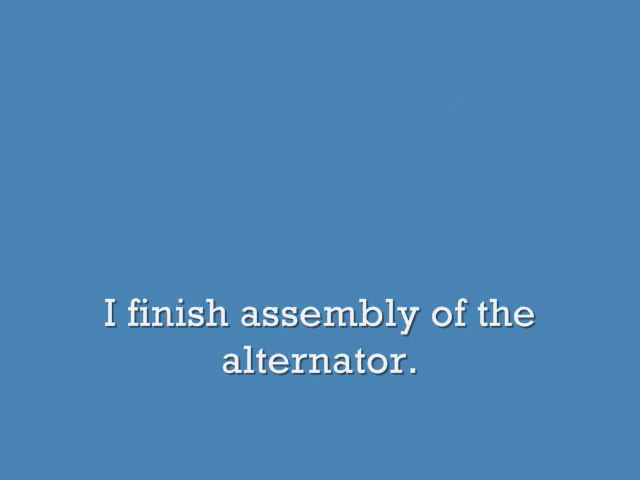 I finish assembly of the
alternator.